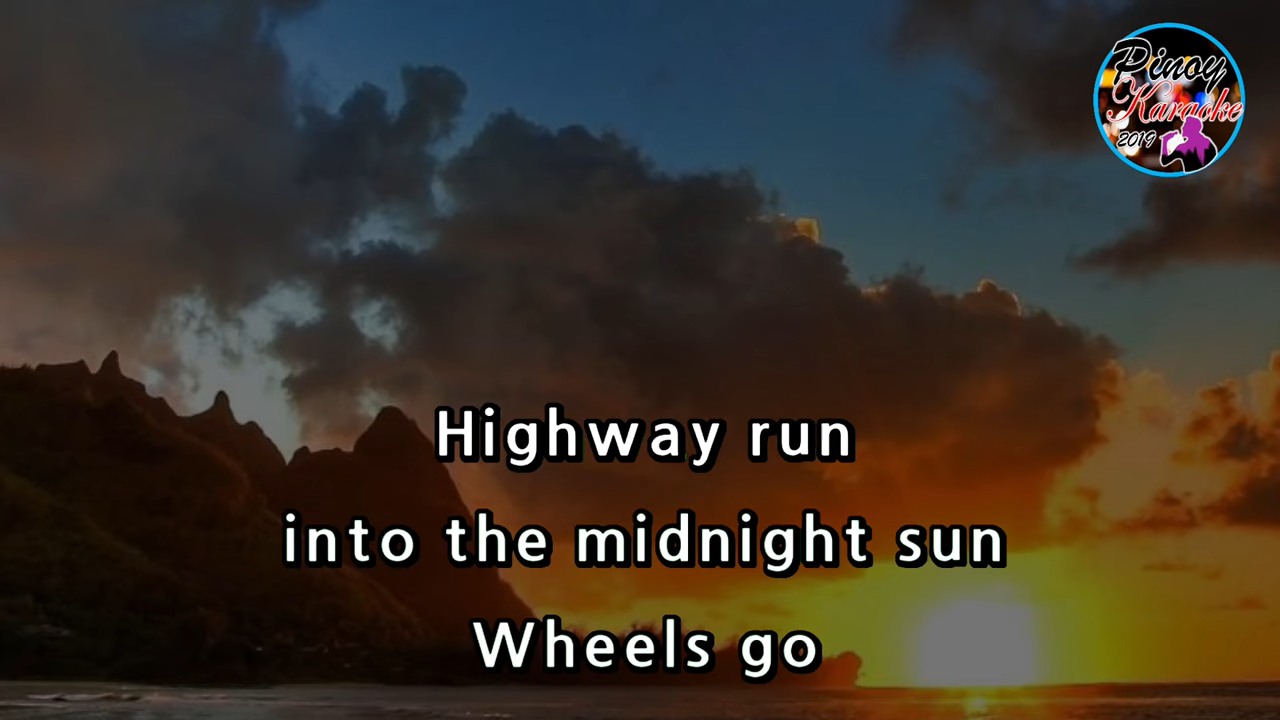 Pinoy
Karaoke
2019
Highway run
into the midnight sun
Wheels go